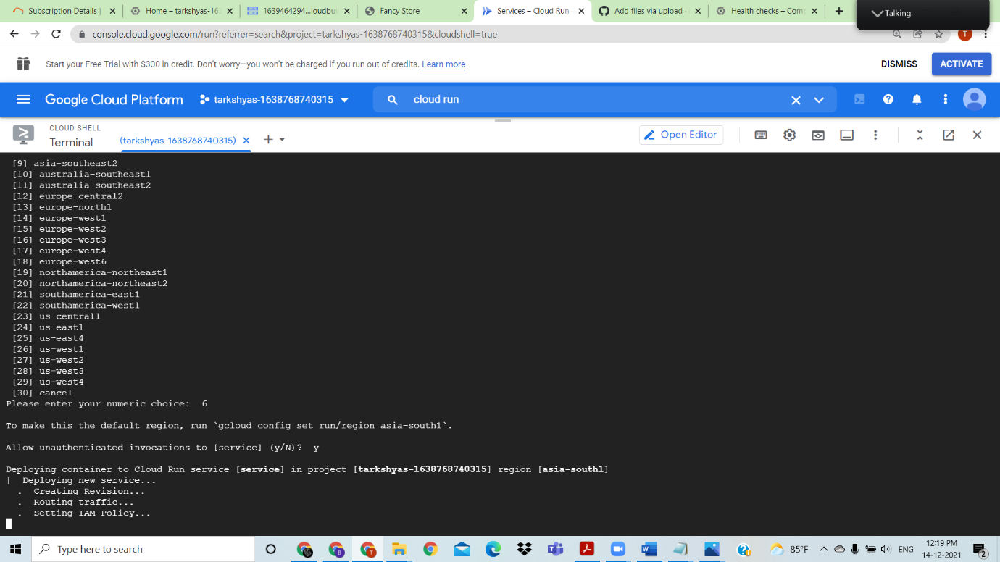 Subscription Details |
Home – tarkshyas-163
1639464294...loudbui
Fancy Store
Services – Cloud Run
Add files via upload ·
Health checks – Comp
Talking:
console.cloud.google.com/run?referrer=search&project=tarkshyas-1638768740315&cloudshell=true
T
Start your Free Trial with $300 in credit. Don't worry—you won't be charged if you run out of credits. Learn more
DISMISS
ACTIVATE
Google Cloud Platform
tarkshyas-1638768740315
cloud run
CLOUD SHELL
Terminal
(tarkshyas-1638768740315)
Open Editor
[9] asia-southeast2
[10] australia-southeast1
[11] australia-southeast2
[12] europe-central2
[13] europe-north1
[14] europe-west1
[15] europe-west2
[16] europe-west3
[17] europe-west4
[18] europe-west6
[19] northamerica-northeast1
[20] northamerica-northeast2
[21] southamerica-east1
[22] southamerica-west1
[23] us-central1
[24] us-east1
[25] us-east4
[26] us-west1
[27] us-west2
[28] us-west3
[29] us-west4
[30] cancel
Please enter your numeric choice:  6
To make this the default region, run `gcloud config set run/region asia-south1`.
Allow unauthenticated invocations to [service] (y/N)?  y
Deploying container to Cloud Run service [service] in project [tarkshyas-1638768740315] region [asia-south1]
|  Deploying new service...
.  Creating Revision...
.  Routing traffic...
.  Setting IAM Policy...
Type here to search
85°F
ENG
12:19 PM
14-12-2021
2